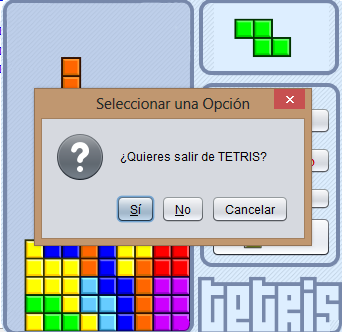 Seleccionar una Opción
x
¿Quieres salir de TETRIS?
Sí
No
Cancelar
tetris